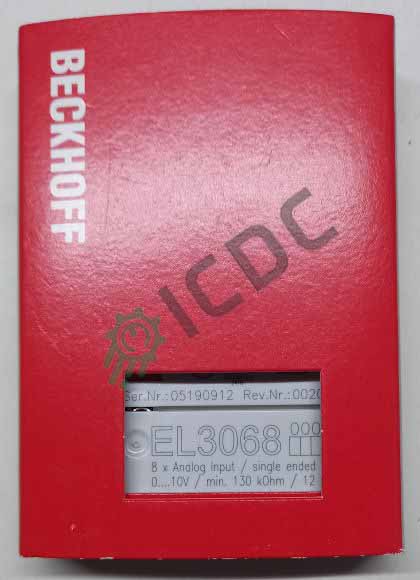 BECKHOFF
ICDC
Ser.Nr.:05190912 Rev.Nr.:0020
EL3068 000
8 x Analog Input / single ended
0....10V / min. 130 kOhm / 12